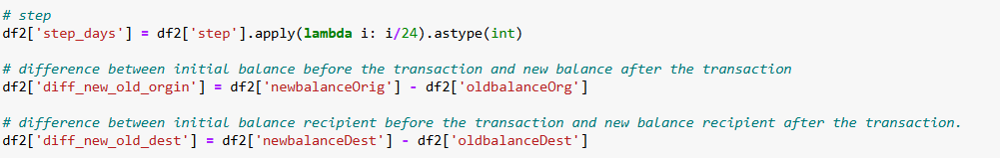 # step
df2['step_days'] = df2['step'].apply(lambda i: i/24).astype(int)
# difference between initial balance before the transaction and new balance after the transaction
df2['diff_new_old_orgin'] = df2['newbalanceOrig'] - df2['oldbalanceOrg']
# difference between initial balance recipient before the transaction and new balance recipient after the transaction.
df2['diff_new_old_dest'] = df2['newbalanceDest'] - df2['oldbalanceDest']